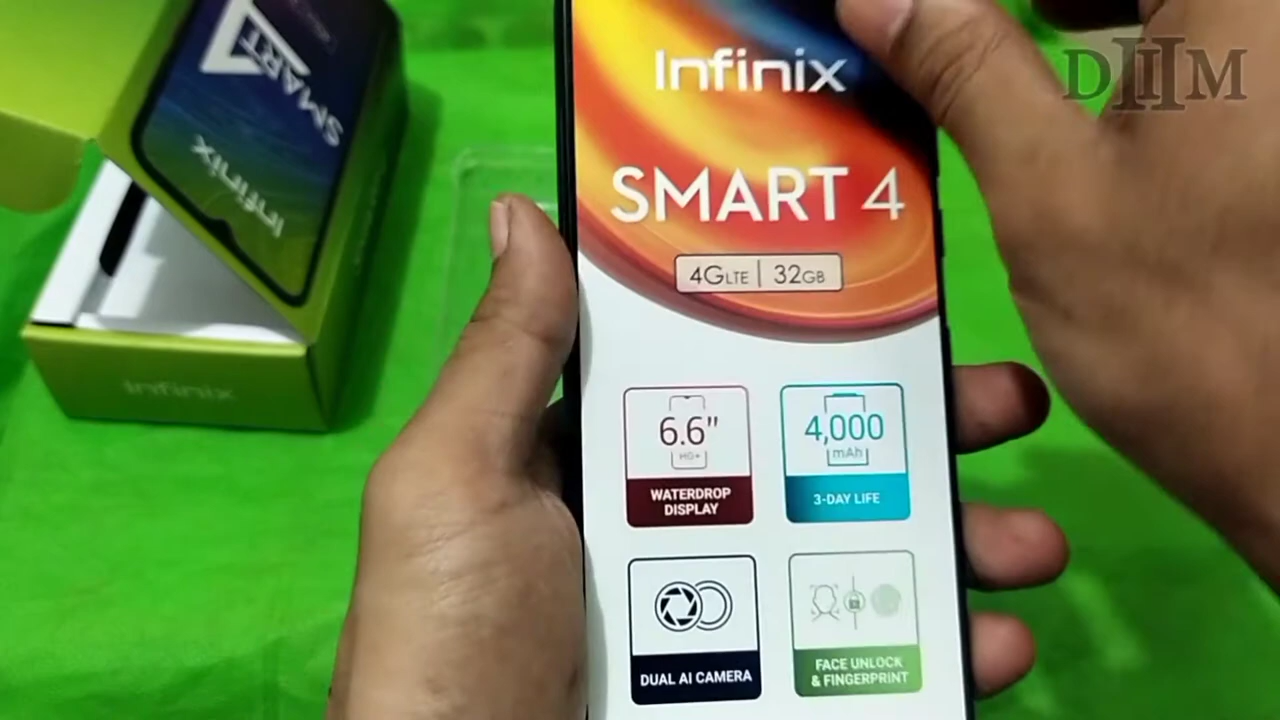 Infinix
SMART 4
4GLTE | 32GB
6.6"
HD+
WATERDROP
DISPLAY
4,000
mAh
3-DAY LIFE
DUAL AI CAMERA
FACE UNLOCK
& FINGERPRINT
SMART
Infinix
Infinix
DIIM